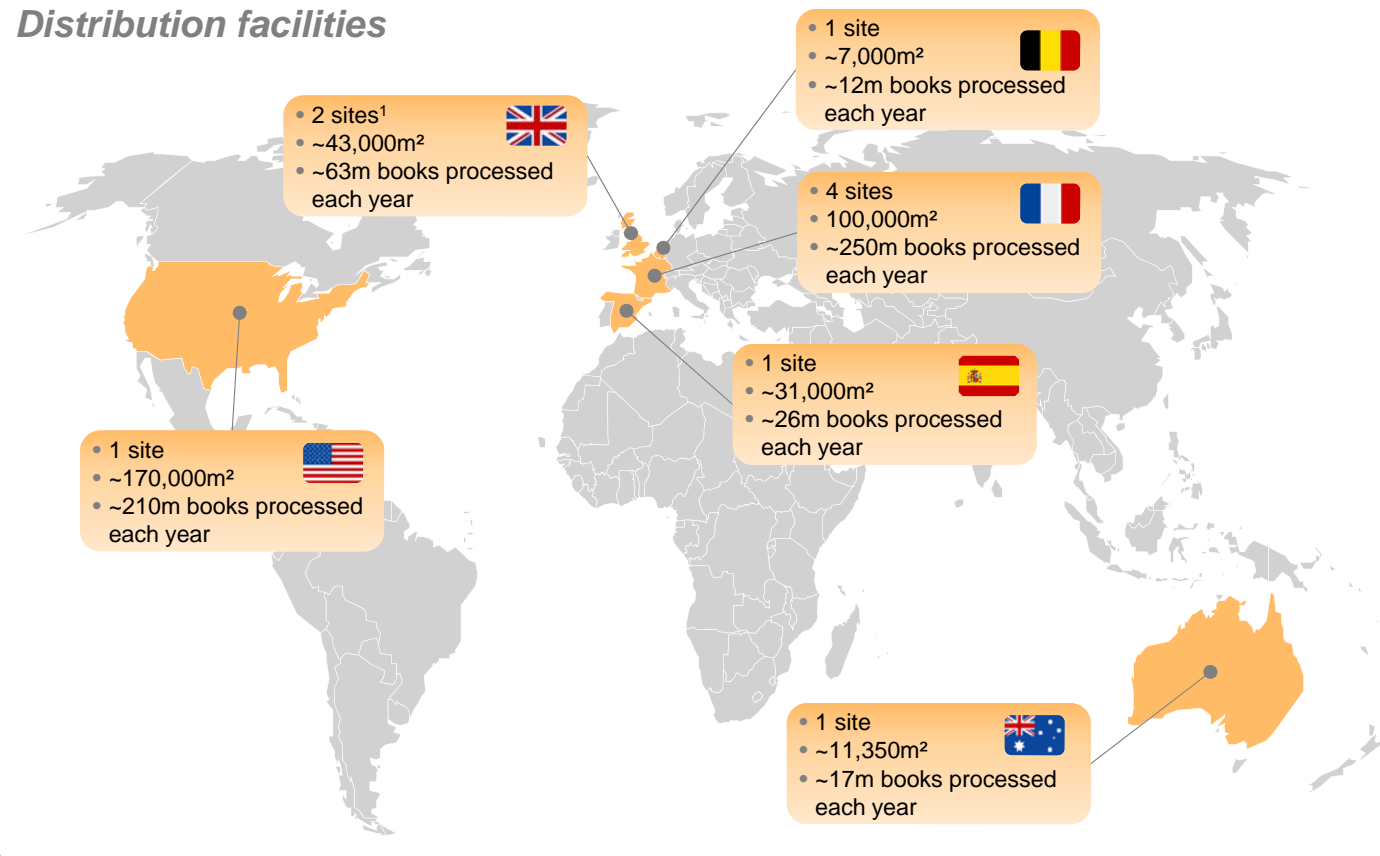 Distribution facilities
• 1 site
• ~7,000m²
• ~12m books processed
each year
• 2 sites¹
• ~43,000m²
• ~63m books processed
each year
• 4 sites
• 100,000m²
• ~250m books processed
each year
• 1 site
• ~31,000m²
• ~26m books processed
each year
• 1 site
• ~170,000m²
• ~210m books processed
each year
• 1 site
• ~11,350m²
• ~17m books processed
each year